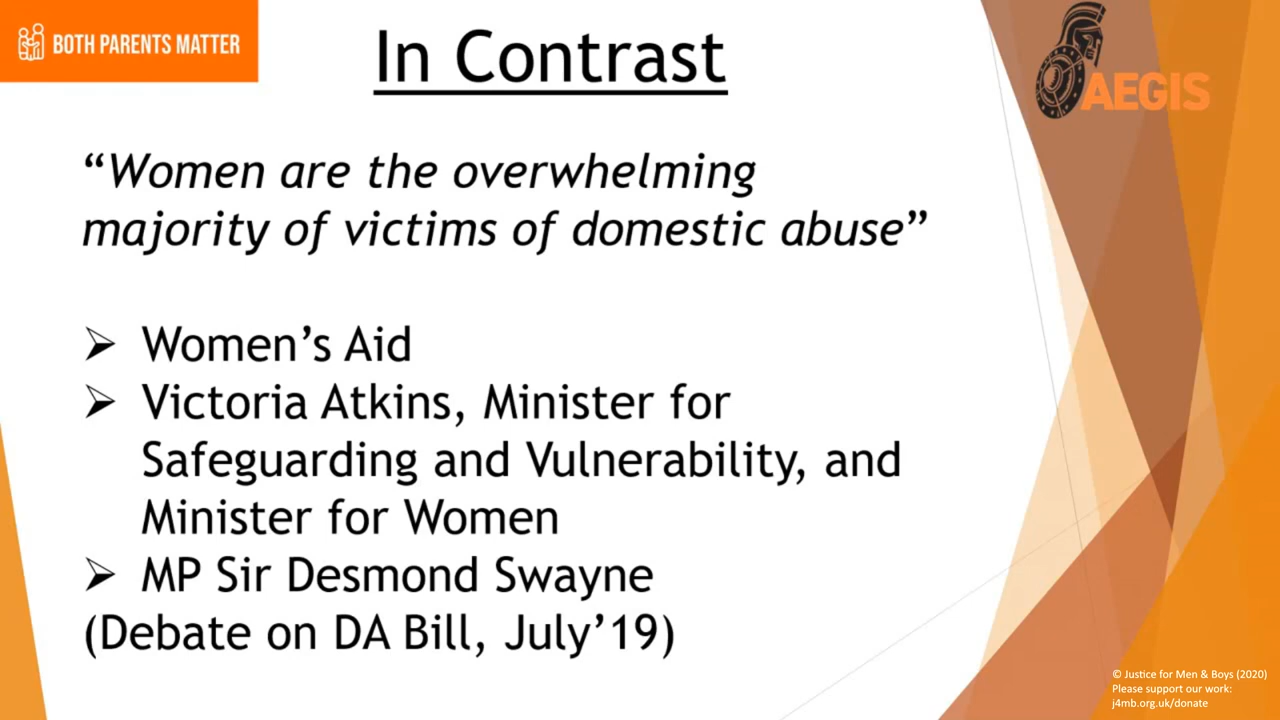 BOTH PARENTS MATTER
In Contrast
AEGIS
“Women are the overwhelming
majority of victims of domestic abuse”
➢ Women’s Aid
➢ Victoria Atkins, Minister for
Safeguarding and Vulnerability, and
Minister for Women
➢ MP Sir Desmond Swayne
(Debate on DA Bill, July’19)
© Justice for Men & Boys (2020)
Please support our work:
j4mb.org.uk/donate